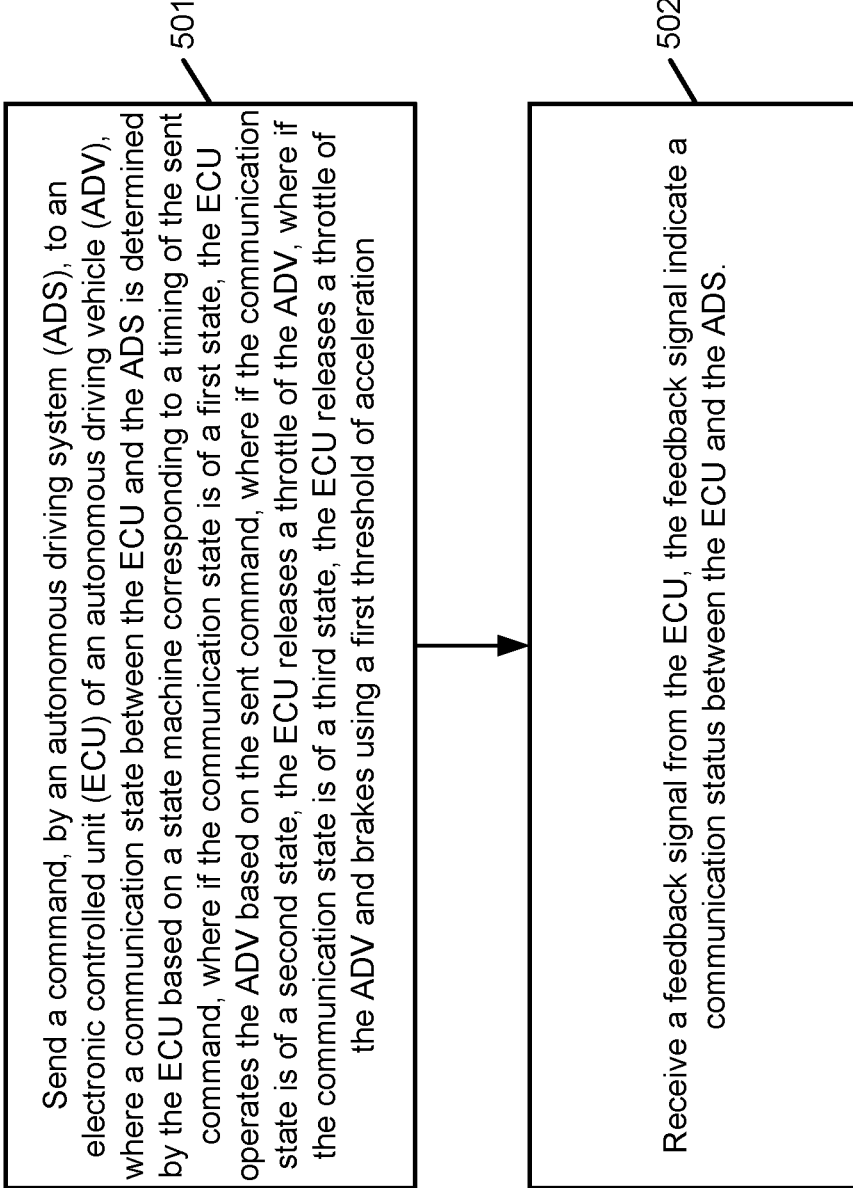 501
Send a command, by an autonomous driving system (ADS), to an
electronic controlled unit (ECU) of an autonomous driving vehicle (ADV),
where a communication state between the ECU and the ADS is determined
by the ECU based on a state machine corresponding to a timing of the sent
command, where if the communication state is of a first state, the ECU
operates the ADV based on the sent command, where if the communication
state is of a second state, the ECU releases a throttle of the ADV, where if
the communication state is of a third state, the ECU releases a throttle of
the ADV and brakes using a first threshold of acceleration
502
Receive a feedback signal from the ECU, the feedback signal indicate a
communication status between the ECU and the ADS.